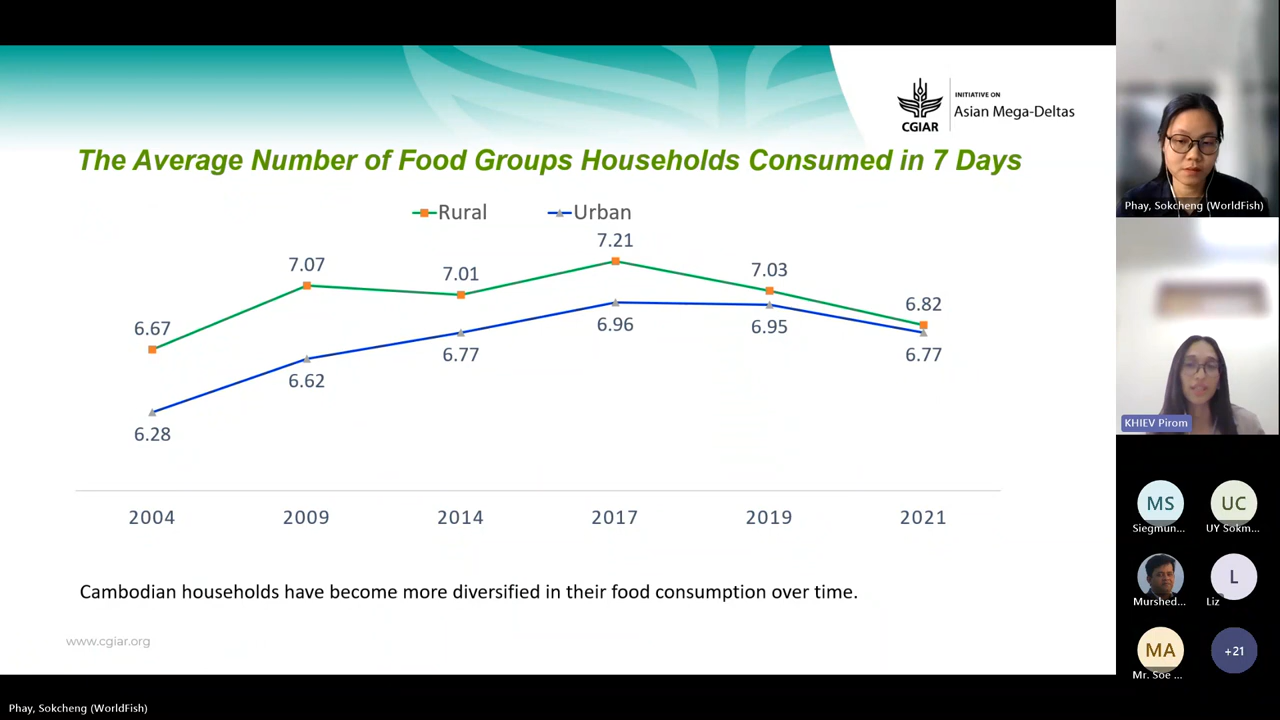 INITIATIVE ON
Asian Mega-Deltas
CGIAR
The Average Number of Food Groups Households Consumed in 7 Days
Rural Urban
7.21
7.07 7.01 7.03
6.67 6.82
6.96 6.95
6.77 6.77
6.62
6.28
2004 2009 2014 2017 2019 2021
Cambodian households have become more diversified in their food consumption over time.
www.cgiar.org
Phay, Sokcheng (WorldFish)
KHIEV Pirom
MS UC
Siegmun... UY Sokm...
L
Murshed... Liz
MA +21
Mr. Soe ...
Phay, Sokcheng (WorldFish)